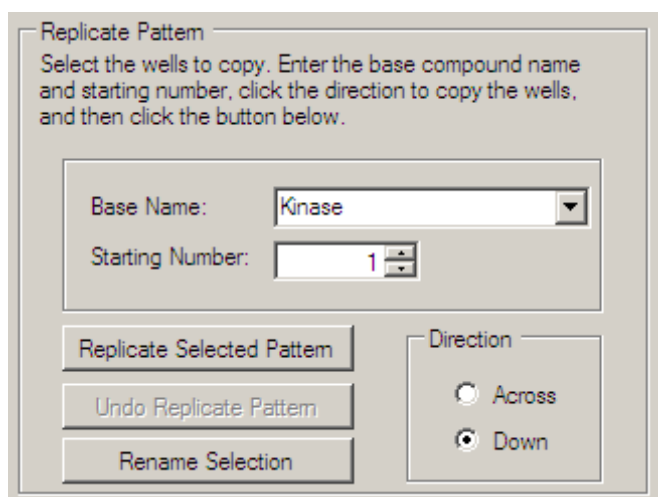 Replicate Pattern
Select the wells to copy. Enter the base compound name
and starting number, click the direction to copy the wells,
and then click the button below.
Base Name: Kinase
Starting Number: 1
Replicate Selected Pattern
Undo Replicate Pattern
Rename Selection
Direction
Across
Down